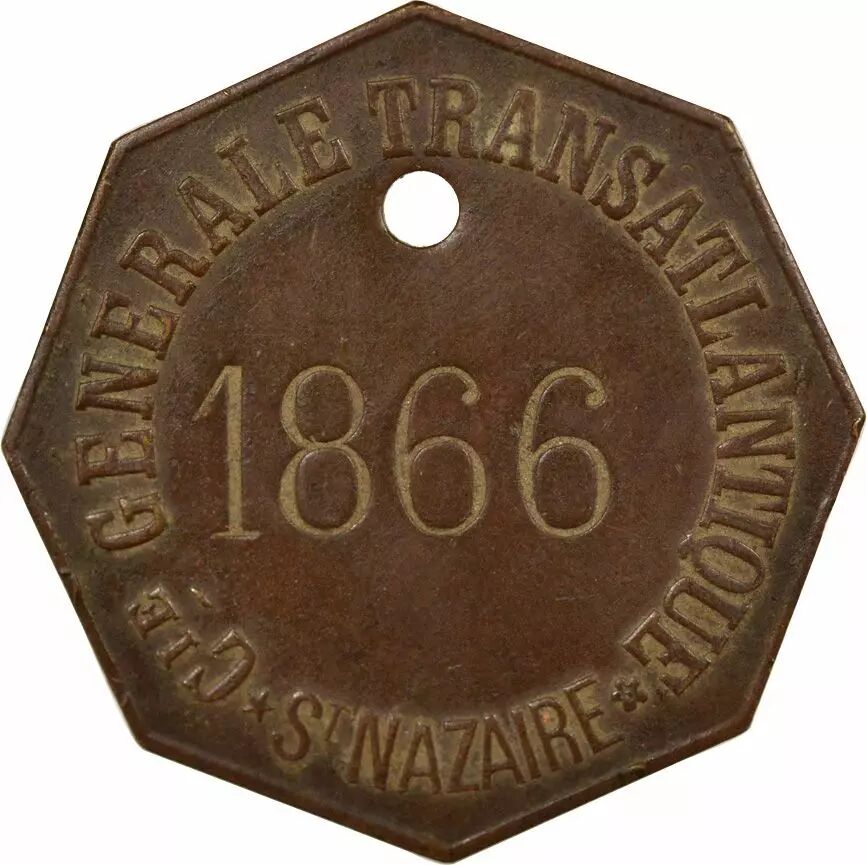 CIE GÉNÉRALE TRANSATLANTIQUE
1866
* ST NAZAIRE *